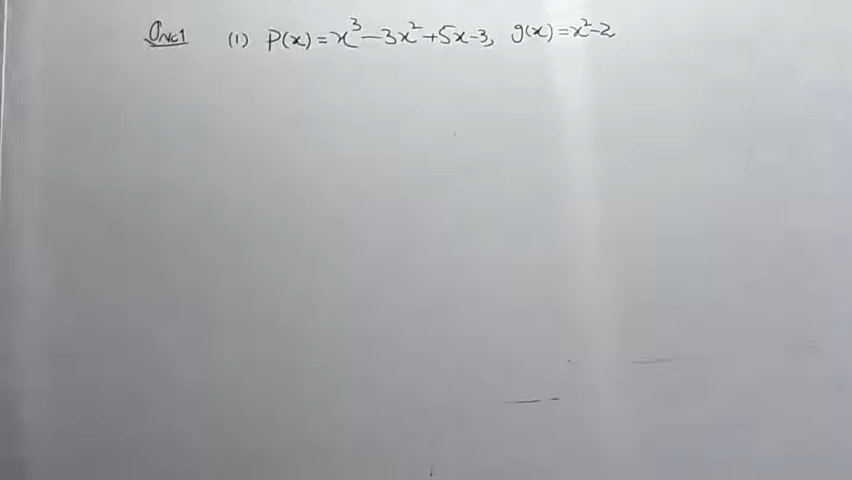 Qns1 (1) P(x) = x³ - 3x² + 5x - 3, g(x) = x² - 2